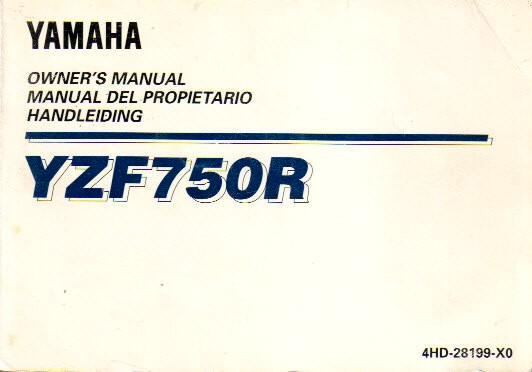 YAMAHA
OWNER'S MANUAL
MANUAL DEL PROPIETARIO
HANDLEIDING
YZF750R
4HD-28199-X0